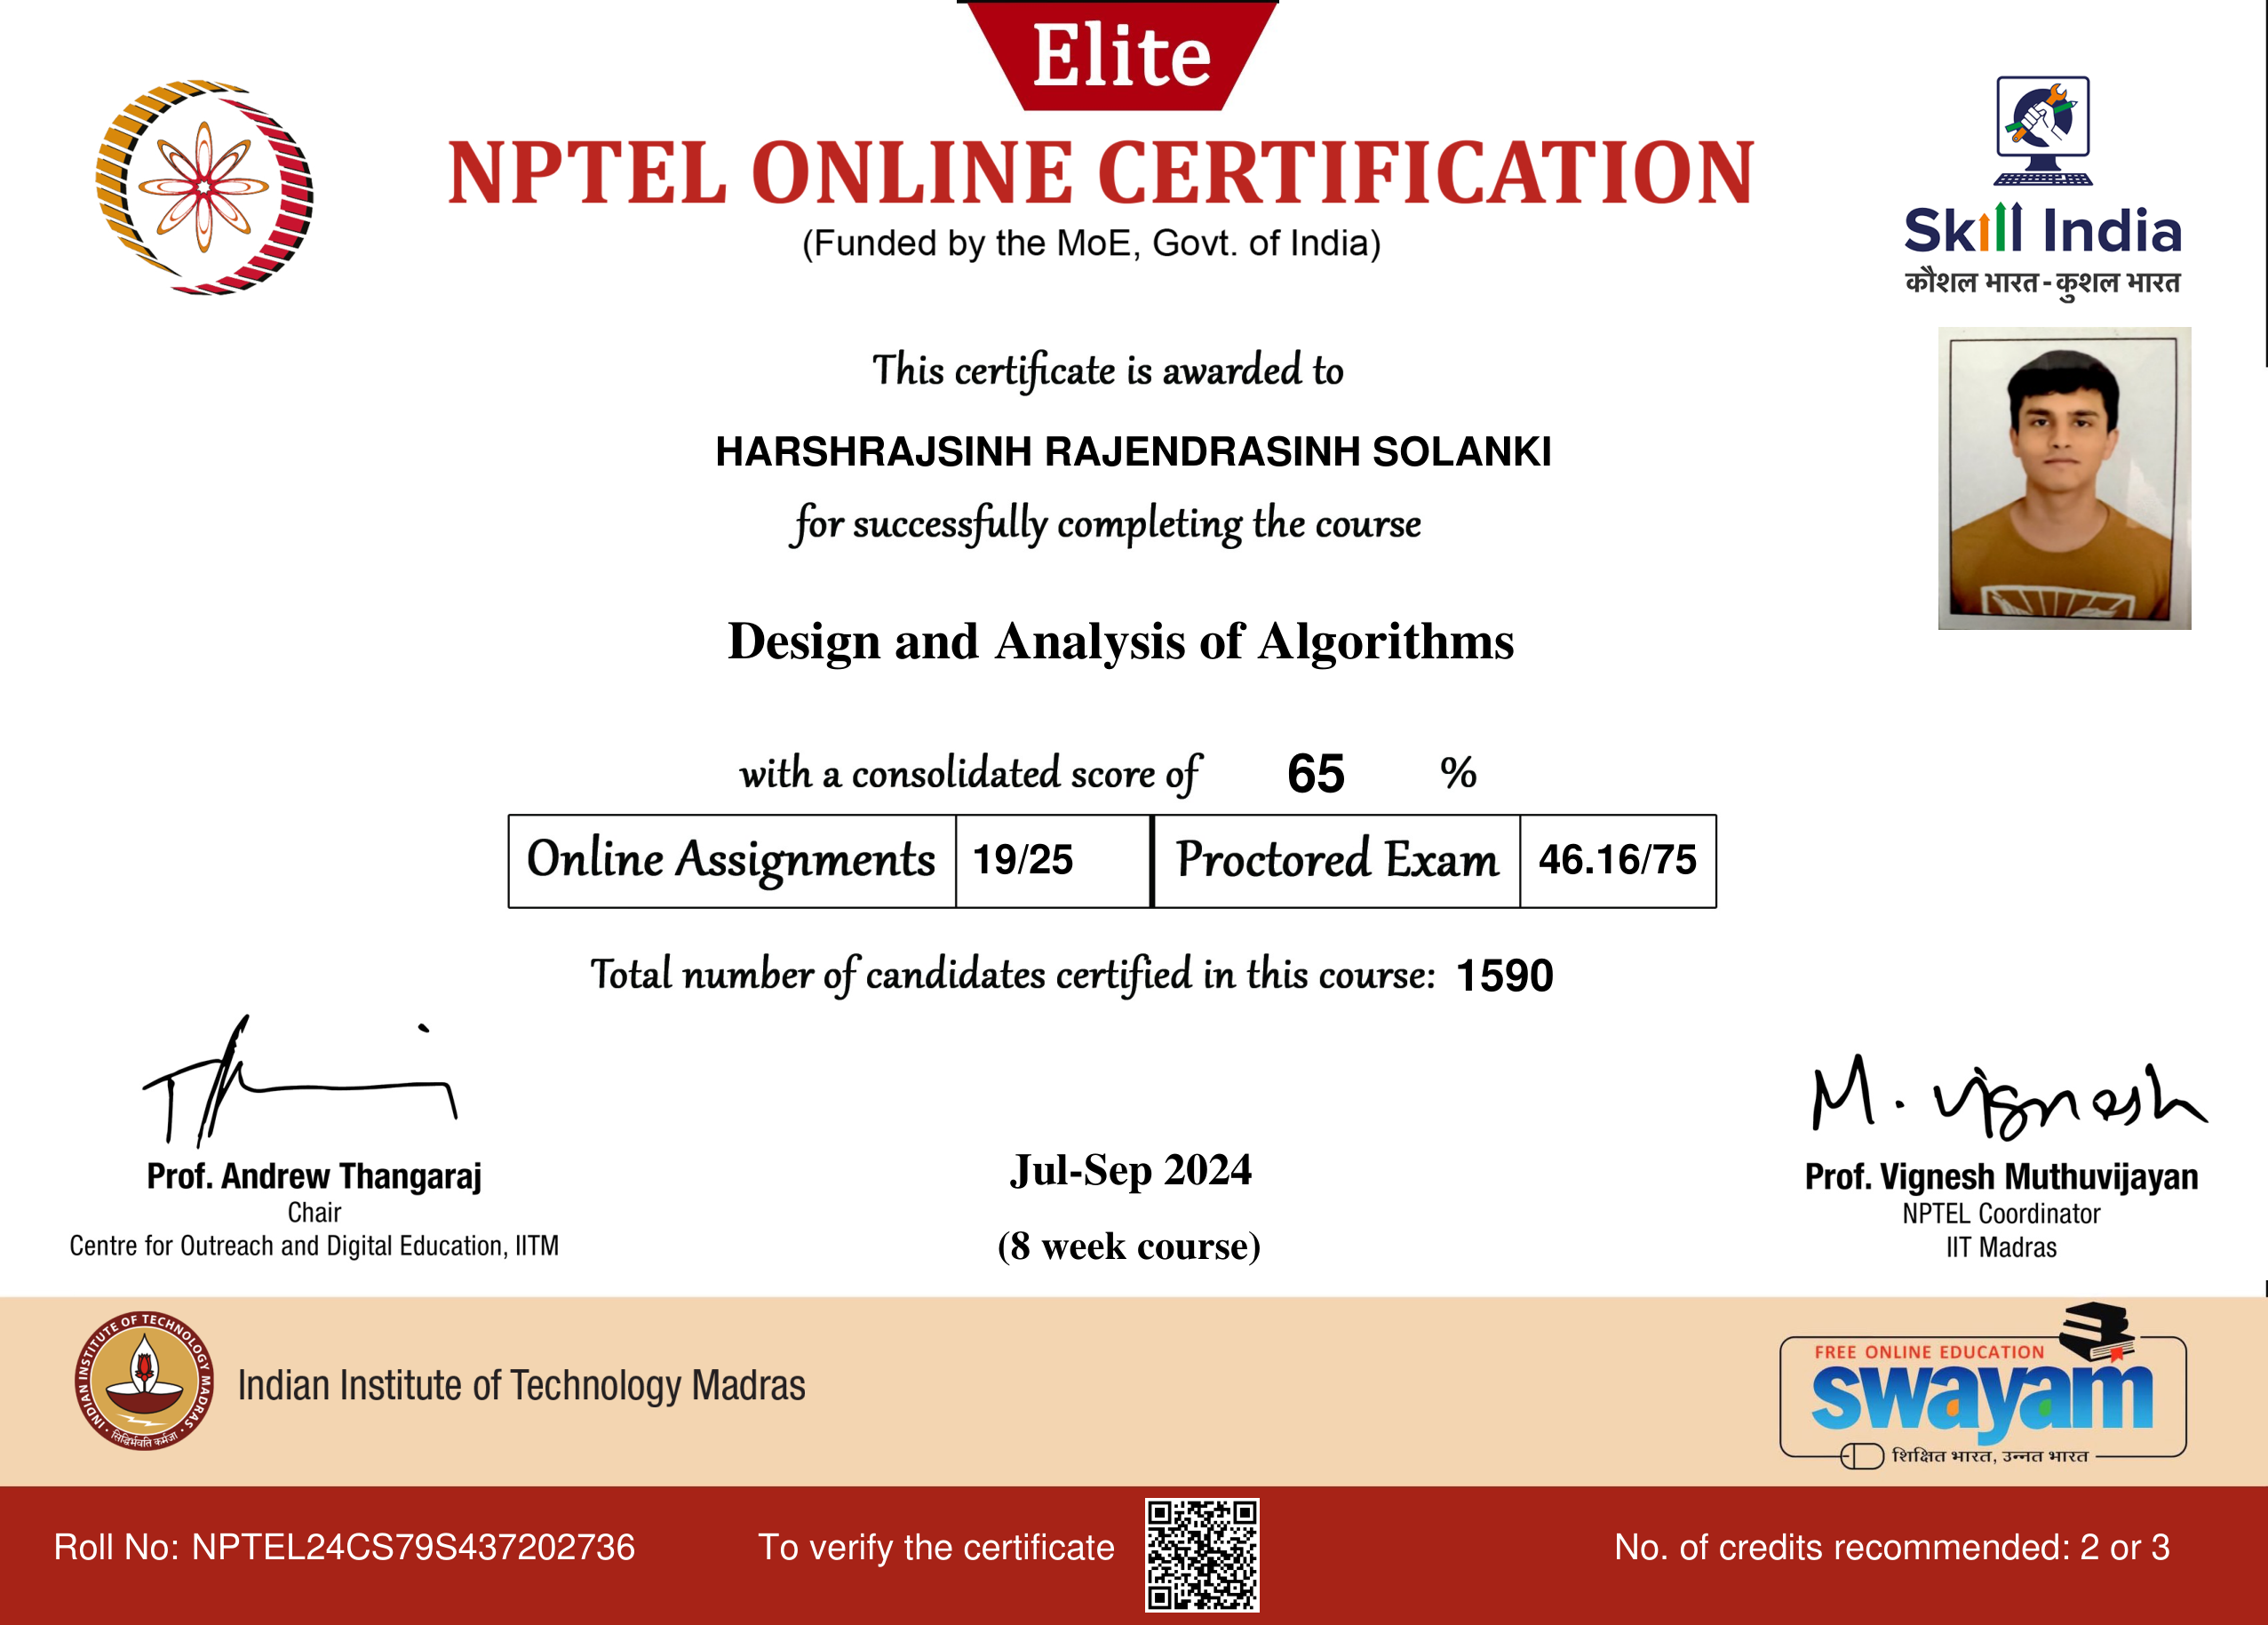 Elite
NPTEL ONLINE CERTIFICATION
(Funded by the MoE, Govt. of India)
Skill India
कौशल भारत - कुशल भारत
This certificate is awarded to
HARSHRAJSINH RAJENDRASINH SOLANKI
for successfully completing the course
Design and Analysis of Algorithms
with a consolidated score of 65 %
Online Assignments 19/25 Proctored Exam 46.16/75
Total number of candidates certified in this course: 1590
M. Vignesh
Prof. Andrew Thangaraj
Chair
Centre for Outreach and Digital Education, IITM
Jul-Sep 2024
(8 week course)
Prof. Vignesh Muthuvijayan
NPTEL Coordinator
IIT Madras
INDIAN INSTITUTE OF TECHNOLOGY MADRAS
सिद्धिर्भवति कर्मजा
Indian Institute of Technology Madras
FREE ONLINE EDUCATION
swayam
शिक्षित भारत, उन्नत भारत
Roll No: NPTEL24CS79S437202736
To verify the certificate
No. of credits recommended: 2 or 3